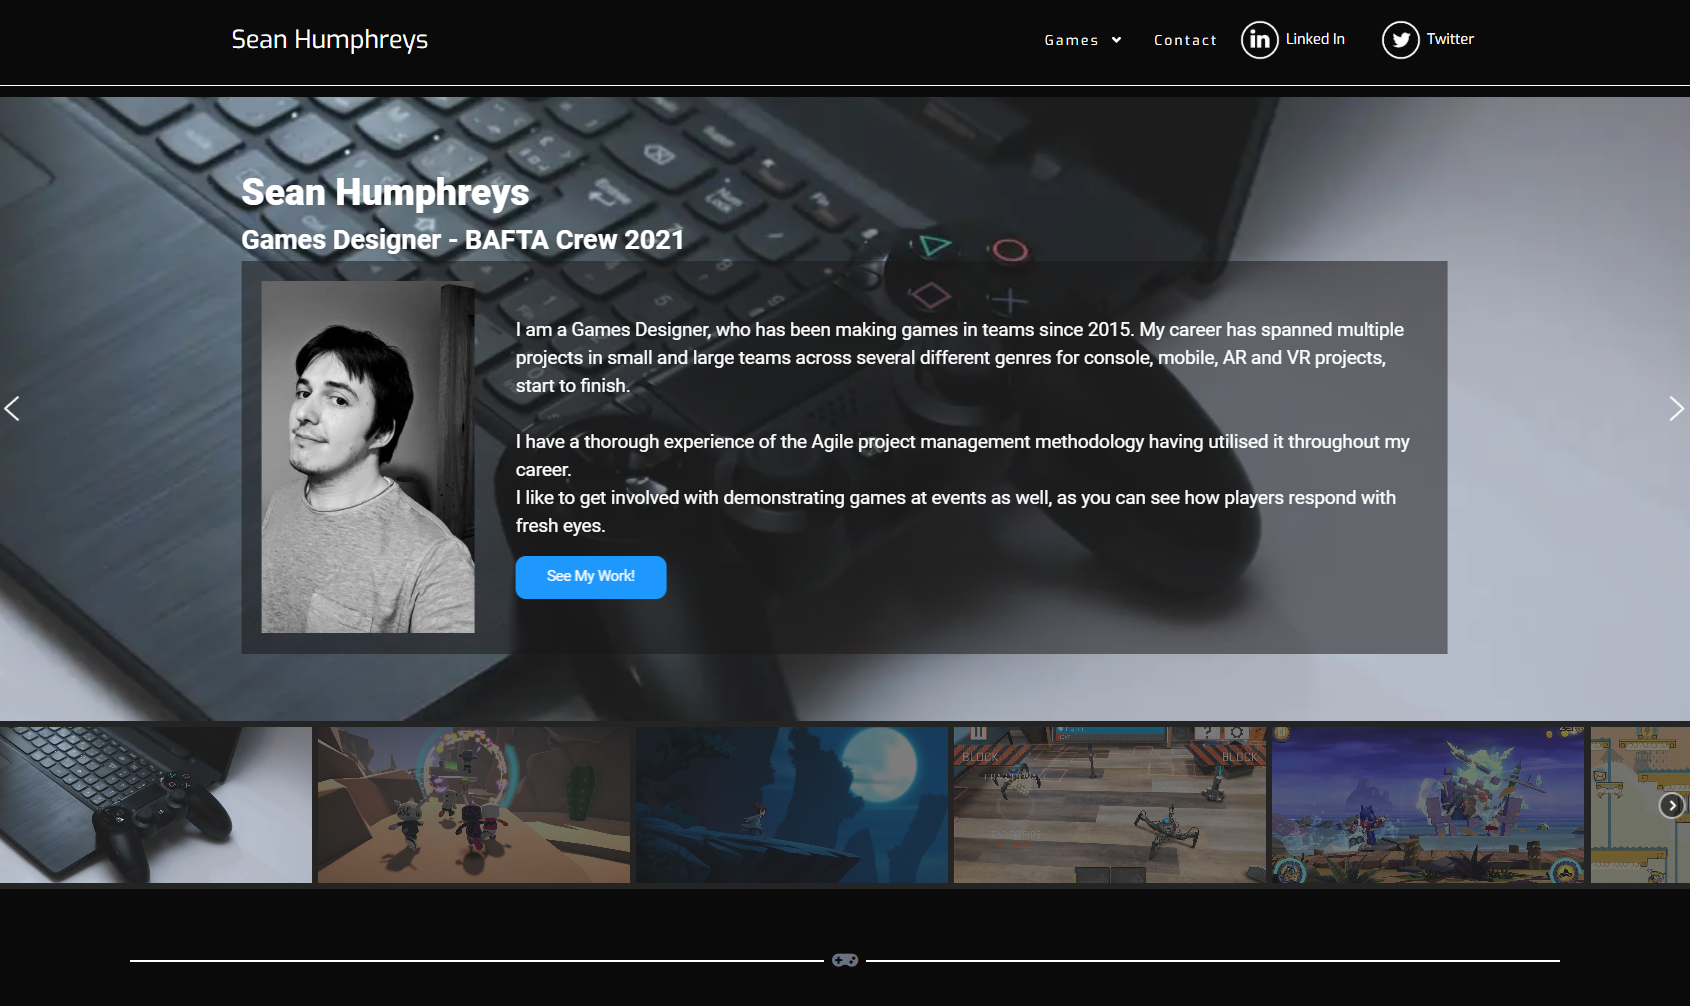 Sean Humphreys
Games
Contact
Linked In
Twitter
Sean Humphreys
Games Designer - BAFTA Crew 2021
I am a Games Designer, who has been making games in teams since 2015. My career has spanned multiple
projects in small and large teams across several different genres for console, mobile, AR and VR projects,
start to finish.
I have a thorough experience of the Agile project management methodology having utilised it throughout my
career.
I like to get involved with demonstrating games at events as well, as you can see how players respond with
fresh eyes.
See My Work!
BLOCK
BLOCK